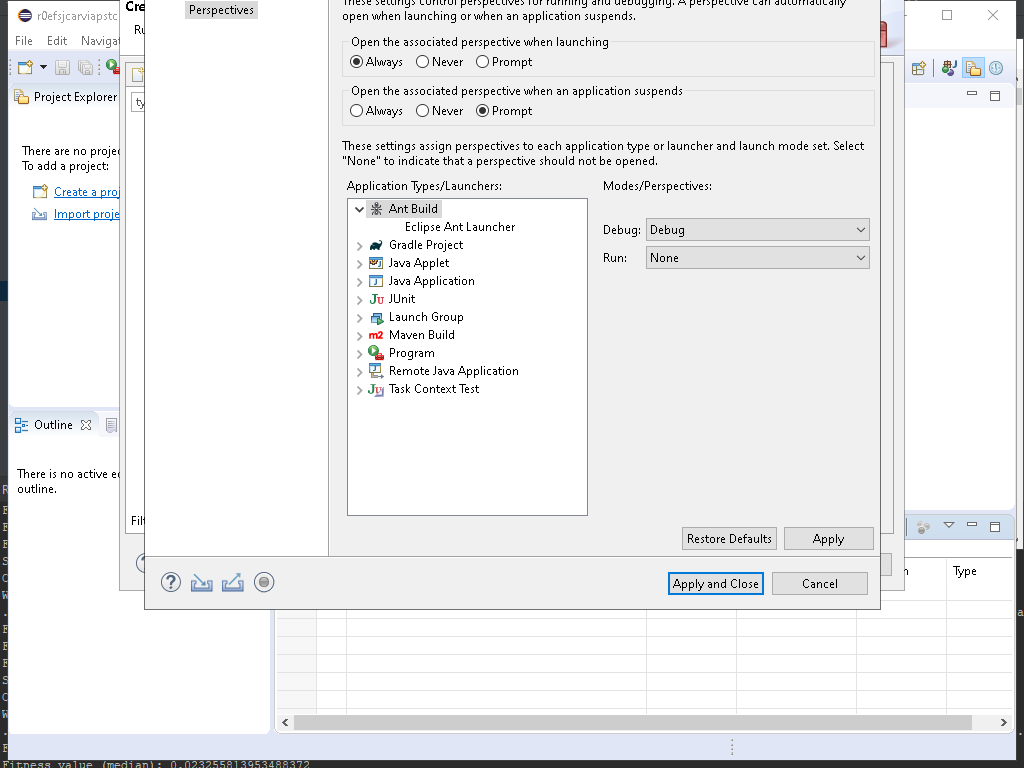 r0efsjcarviapstc
File Edit Naviga
Project Explorer
There are no proje
To add a project:
Create a proj
Import proje
Outline
There is no active e
outline.
Cre
Ru
ty
Filt
Perspectives
These settings control perspectives for running and debugging. A perspective can automatically
open when launching or when an application suspends.
Open the associated perspective when launching
Always Never Prompt
Open the associated perspective when an application suspends
Always Never Prompt
These settings assign perspectives to each application type or launcher and launch mode set. Select
"None" to indicate that a perspective should not be opened.
Application Types/Launchers:
Ant Build
Eclipse Ant Launcher
Gradle Project
Java Applet
Java Application
JUnit
Launch Group
Maven Build
Program
Remote Java Application
Task Context Test
Modes/Perspectives:
Debug: Debug
Run: None
Restore Defaults Apply
Apply and Close Cancel
Type
Fitness value (median): 0.023255813953488372